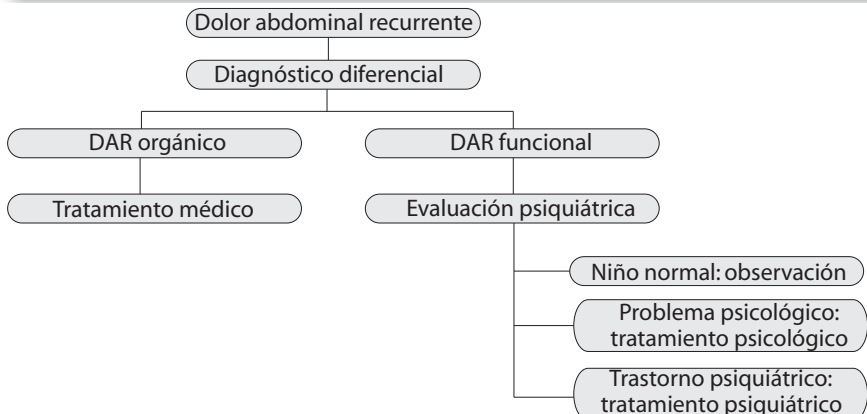 Dolor abdominal recurrente
Diagnóstico diferencial
DAR orgánico
DAR funcional
Tratamiento médico
Evaluación psiquiátrica
Niño normal: observación
Problema psicológico:
tratamiento psicológico
Trastorno psiquiátrico:
tratamiento psiquiátrico